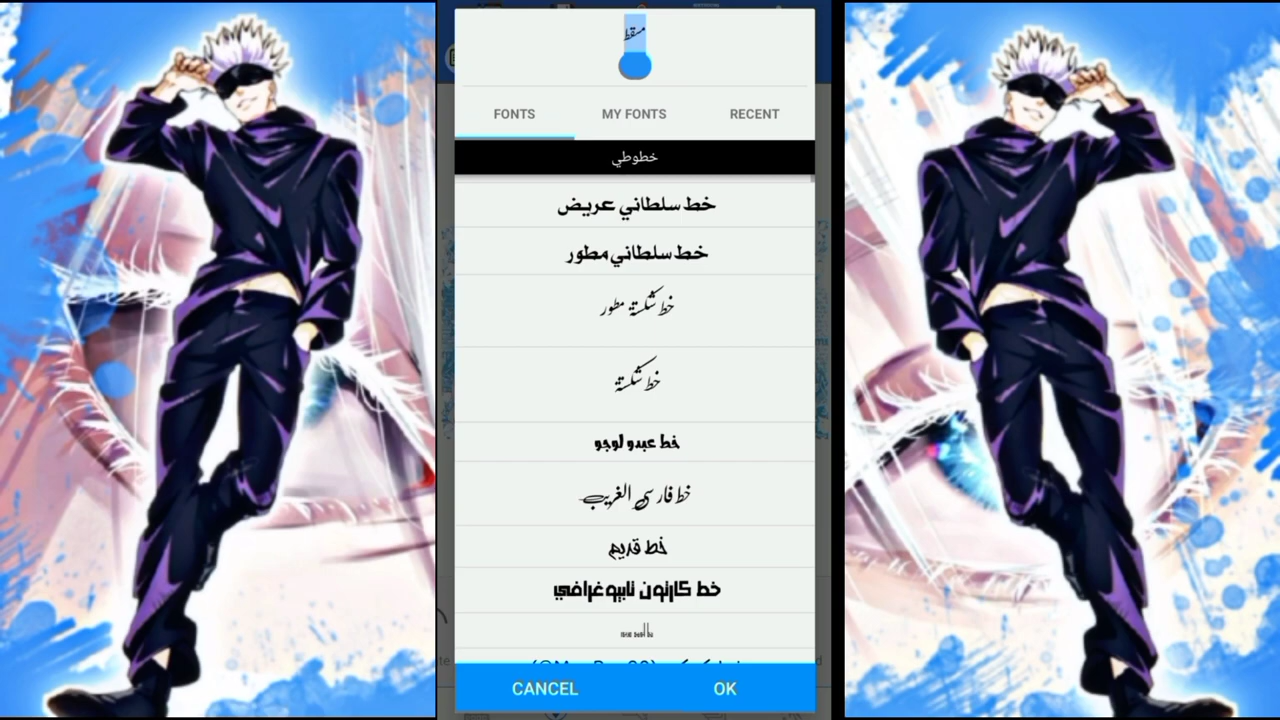 مسقط
FONTS
MY FONTS
RECENT
خطوطي
خط سلطاني عريض
خط سلطاني مطور
خط شكستة مطور
خط شكستة
خط عبدو لوجو
خط فارسي الغريب
خط قديم
خط كارتون تايبوغرافي
CANCEL
OK